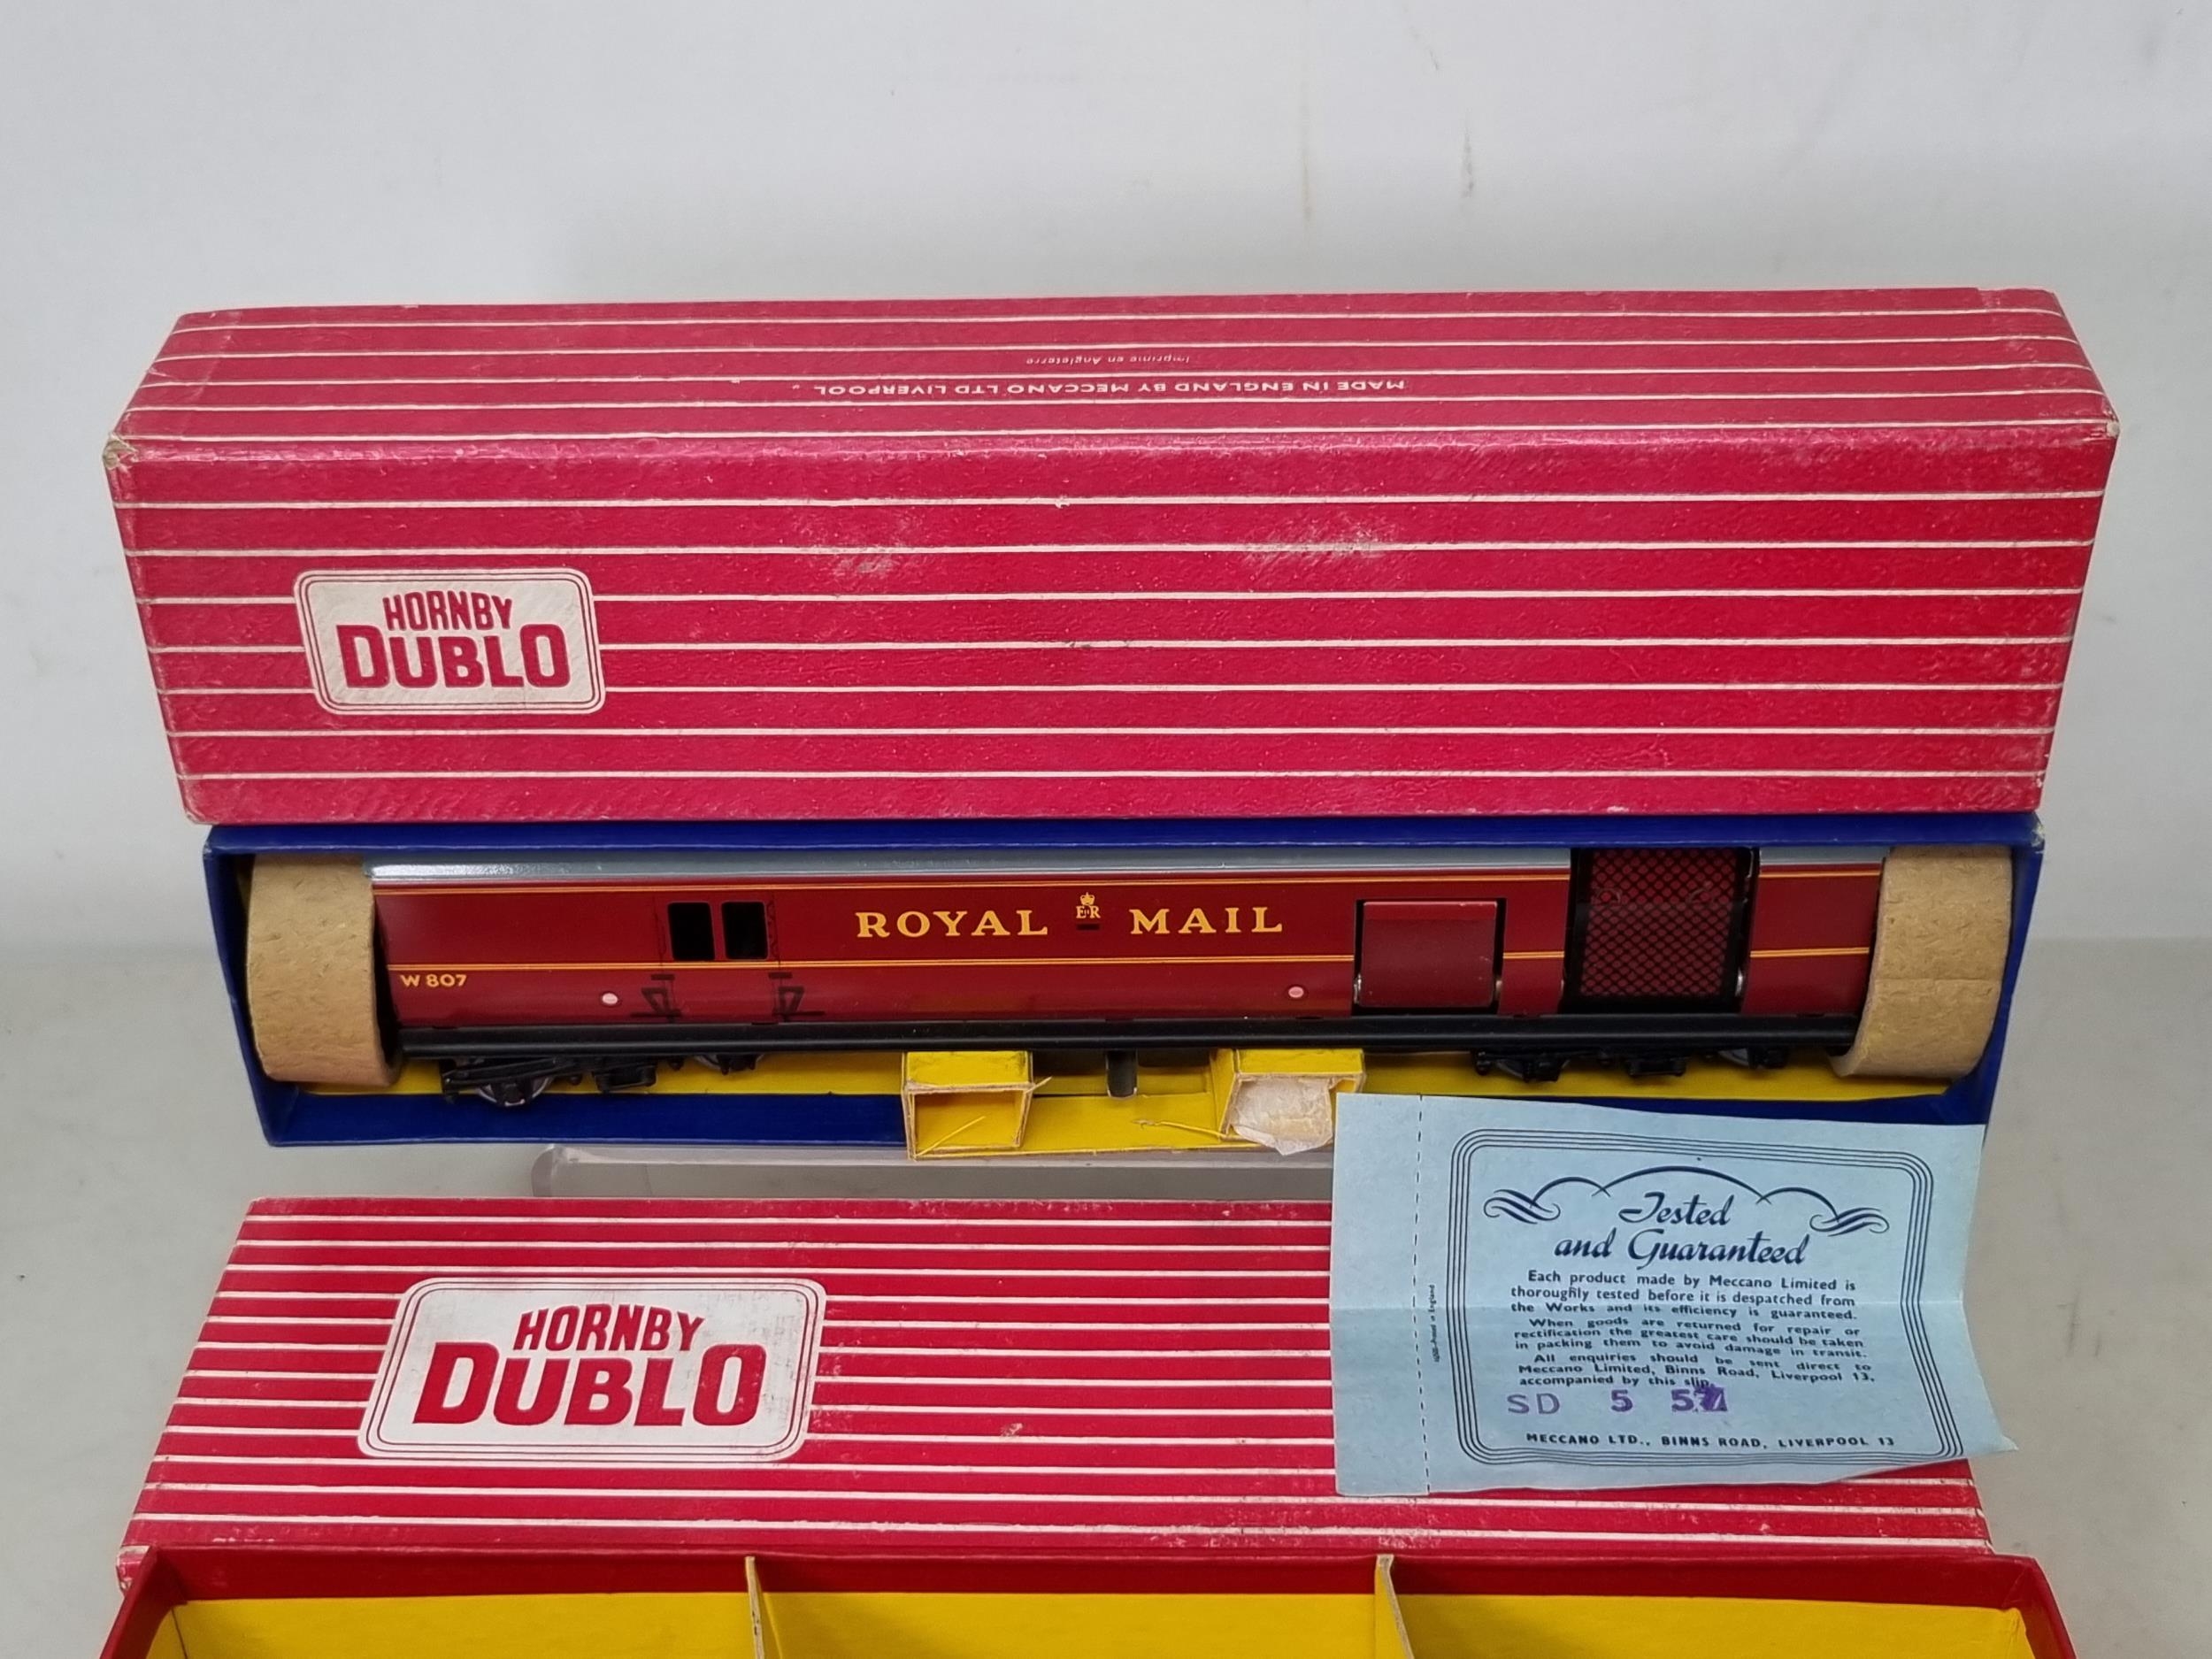 Imprimé en Angleterre
MADE IN ENGLAND BY MECCANO LTD LIVERPOOL
HORNBY
DUBLO
ROYAL E II R MAIL
W 807
HORNBY
DUBLO
Tested
and Guaranteed
Each product made by Meccano Limited is
thoroughly tested before it is despatched from
the Works and its efficiency is guaranteed.
When goods are returned for repair or
rectification the greatest care should be taken
in packing them to avoid damage in transit.
All enquiries should be sent direct to
Meccano Limited, Binns Road, Liverpool 13,
accompanied by this slip.
SD 5 57
MECCANO LTD., BINNS ROAD, LIVERPOOL 13